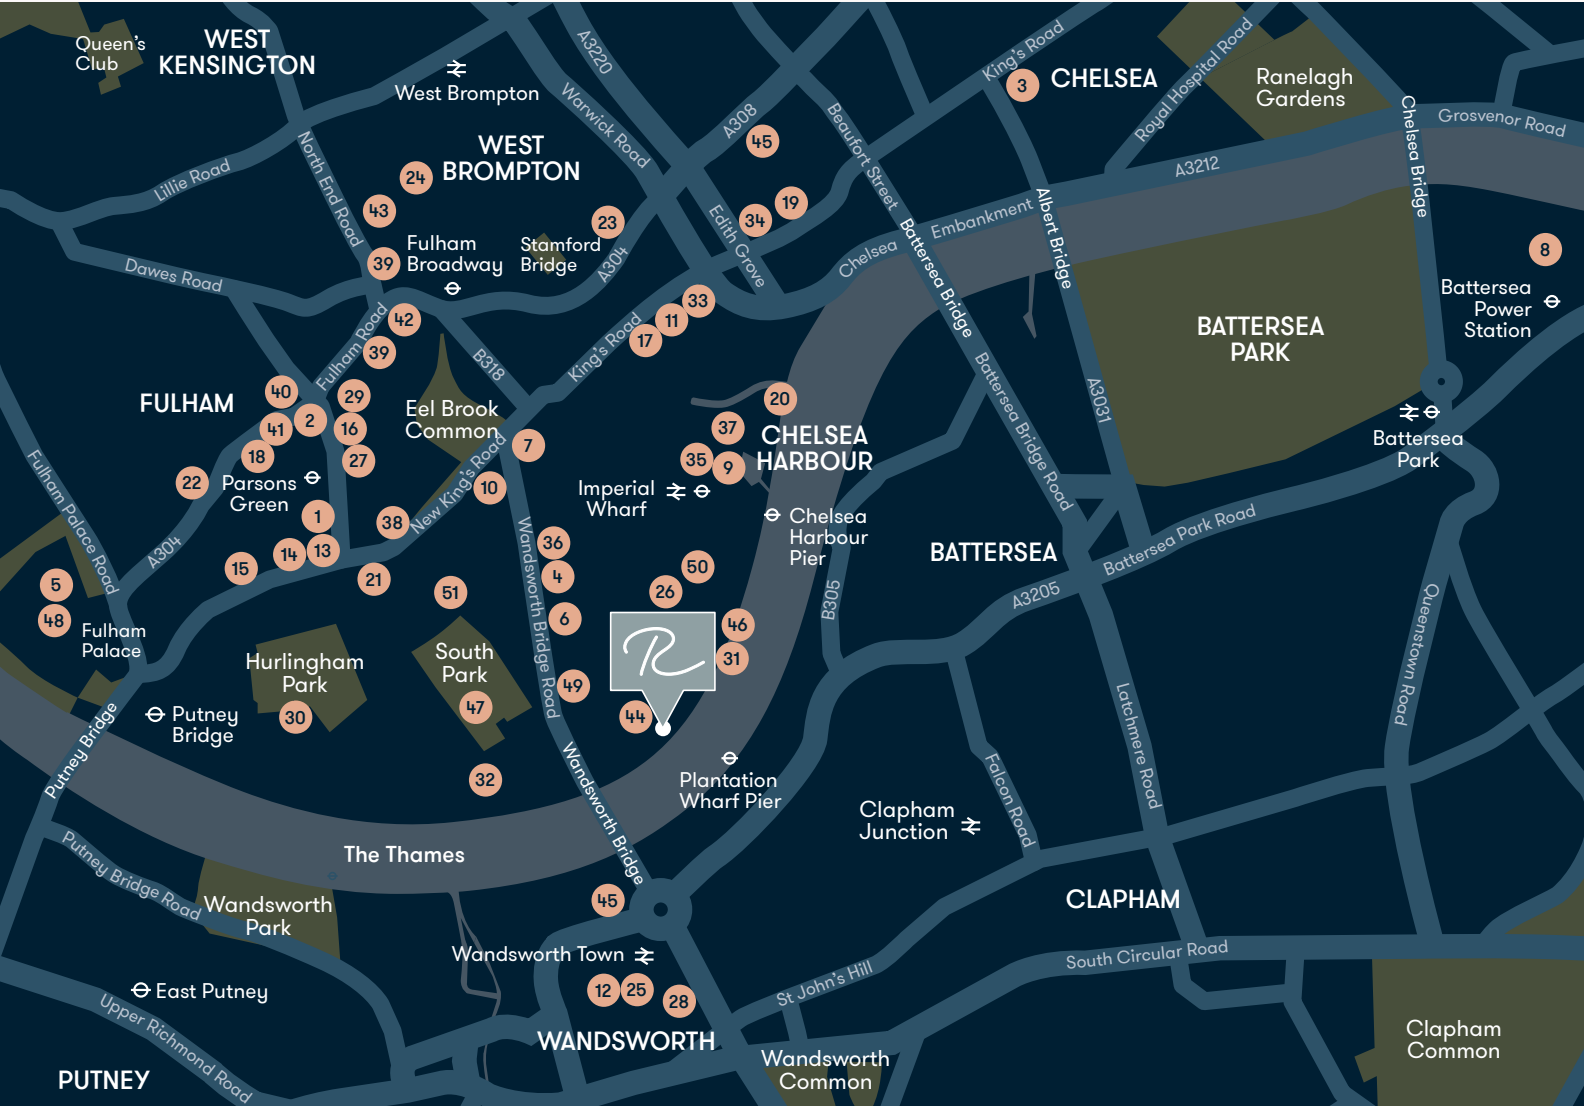 Queen's
Club
WEST
KENSINGTON
West Brompton
A3220
Warwick Road
A308
King's Road
3
CHELSEA
Royal Hospital Road
Ranelagh
Gardens
Chelsea Bridge
Grosvenor Road
Beaufort Street
45
WEST
BROMPTON
24
North End Road
Lillie Road
43
A3212
23
34
19
Edith Grove
Albert Bridge
Battersea Bridge
Chelsea
Embankment
Fulham
Broadway
39
Stamford
Bridge
A304
8
Dawes Road
Battersea
Power
Station
33
11
17
King's Road
42
39
Fulham Road
B318
BATTERSEA
PARK
40
29
FULHAM
2
41
16
18
27
Eel Brook
Common
7
20
37
CHELSEA
HARBOUR
35
9
Battersea Bridge Road
A3031
Battersea
Park
Fulham Palace Road
22
Parsons
Green
10
New King's Road
Imperial
Wharf
1
38
Chelsea
Harbour
Pier
A304
14
13
15
21
Wandsworth Bridge Road
36
4
BATTERSEA
Battersea Park Road
5
51
50
26
B305
A3205
Queenstown Road
48
Fulham
Palace
6
46
R
31
Hurlingham
Park
South
Park
49
30
47
44
Putney
Bridge
Putney Bridge
Latchmere Road
32
Wandsworth Bridge
Plantation
Wharf Pier
Falcon Road
Clapham
Junction
The Thames
Putney Bridge Road
Wandsworth
Park
45
CLAPHAM
Wandsworth Town
South Circular Road
East Putney
12
25
28
St John's Hill
Upper Richmond Road
WANDSWORTH
Wandsworth
Common
Clapham
Common
PUTNEY